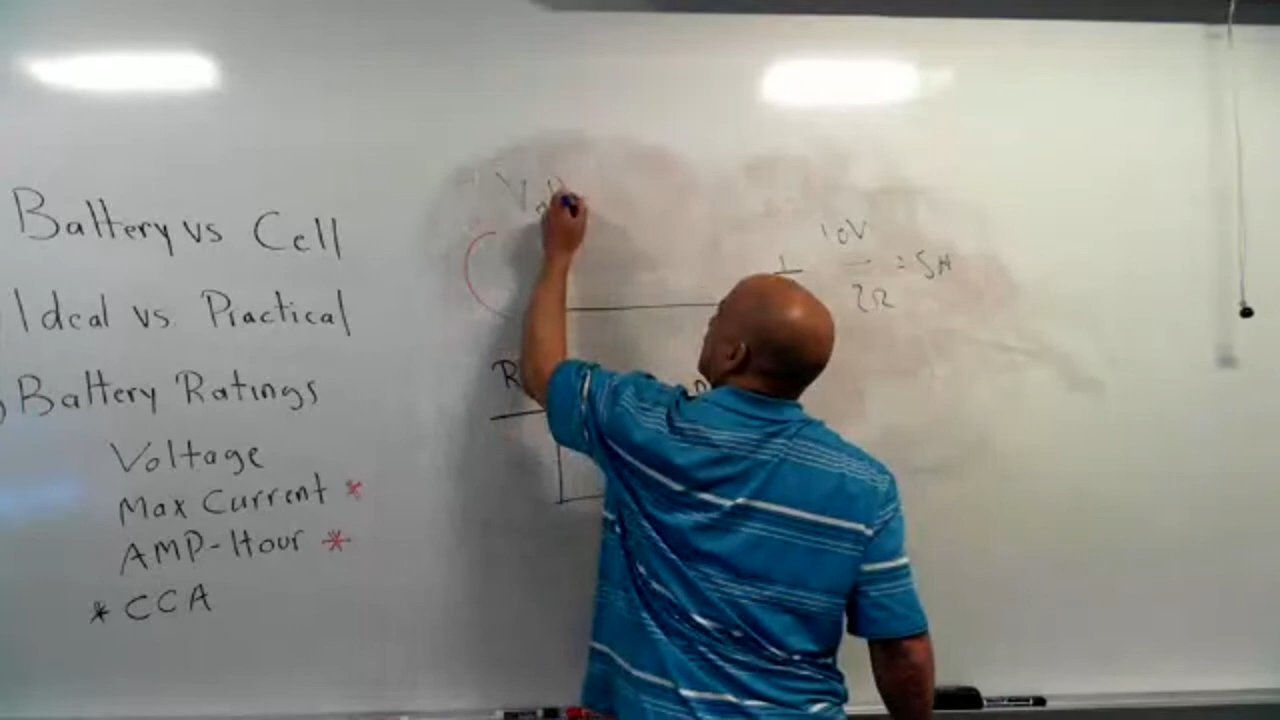 Battery vs Cell
Ideal vs. Practical
Battery Ratings
Voltage
Max Current *
AMP-Hour *
* CCA
V
R
10V
— = 5A
2Ω